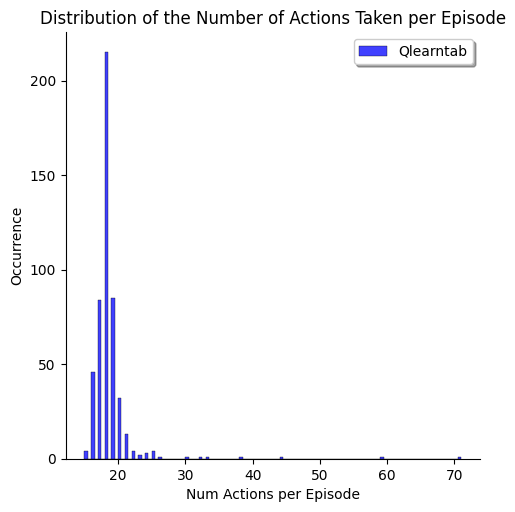 Distribution of the Number of Actions Taken per Episode
Qlearntab
200
150
100
50
0
Occurrence
20 30 40 50 60 70
Num Actions per Episode